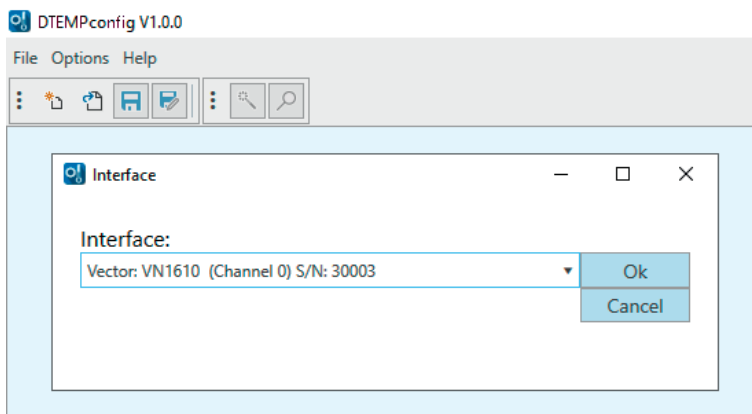 DTEMPconfig V1.0.0
File Options Help
Interface
Interface:
Vector: VN1610 (Channel 0) S/N: 30003
Ok
Cancel